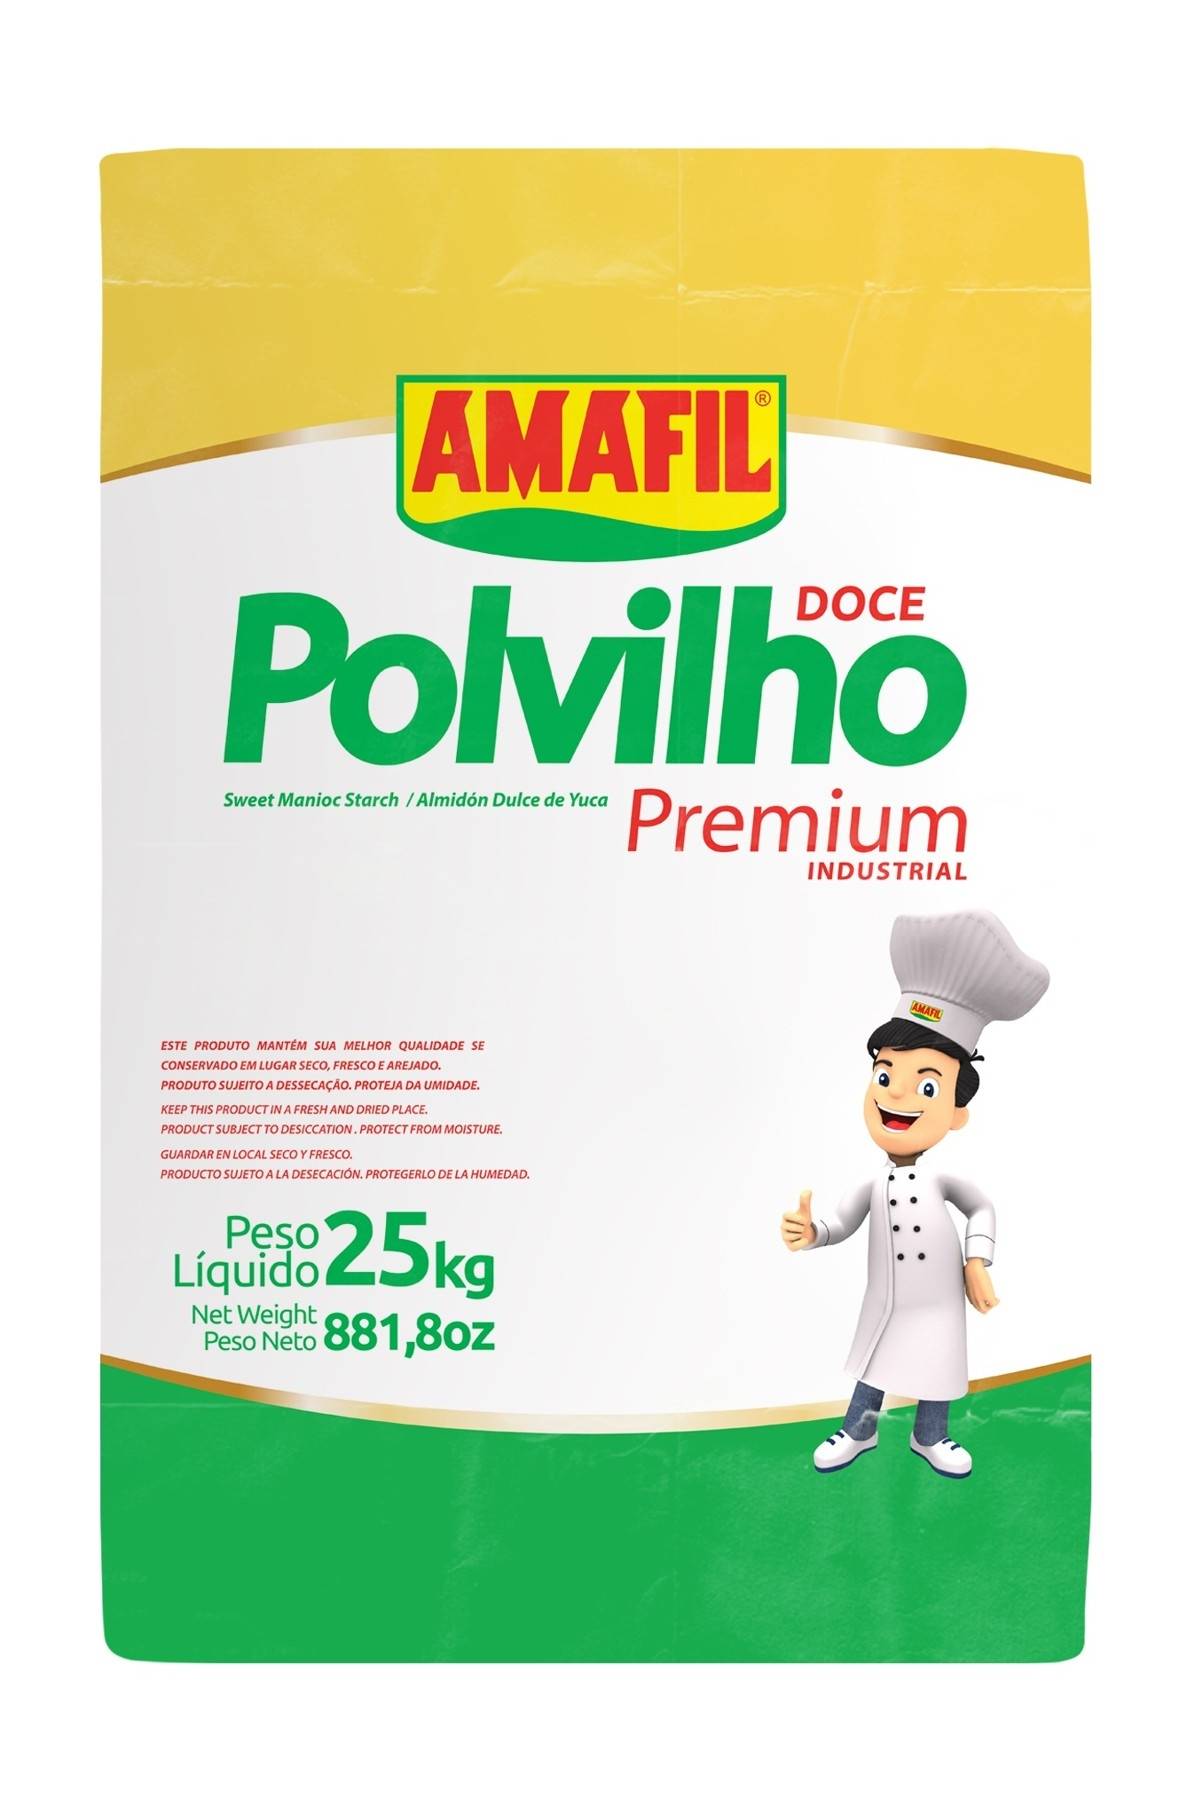 AMAFIL®
DOCE
Polvilho
Sweet Manioc Starch / Almidón Dulce de Yuca
Premium
INDUSTRIAL
AMAFIL
ESTE PRODUTO MANTÉM SUA MELHOR QUALIDADE SE
CONSERVADO EM LUGAR SECO, FRESCO E AREJADO.
PRODUTO SUJEITO A DESSECAÇÃO. PROTEJA DA UMIDADE.
KEEP THIS PRODUCT IN A FRESH AND DRIED PLACE.
PRODUCT SUBJECT TO DESICCATION . PROTECT FROM MOISTURE.
GUARDAR EN LOCAL SECO Y FRESCO.
PRODUCTO SUJETO A LA DESECACIÓN. PROTEGERLO DE LA HUMEDAD.
Peso
Líquido 25kg
Net Weight
Peso Neto 881,8oz